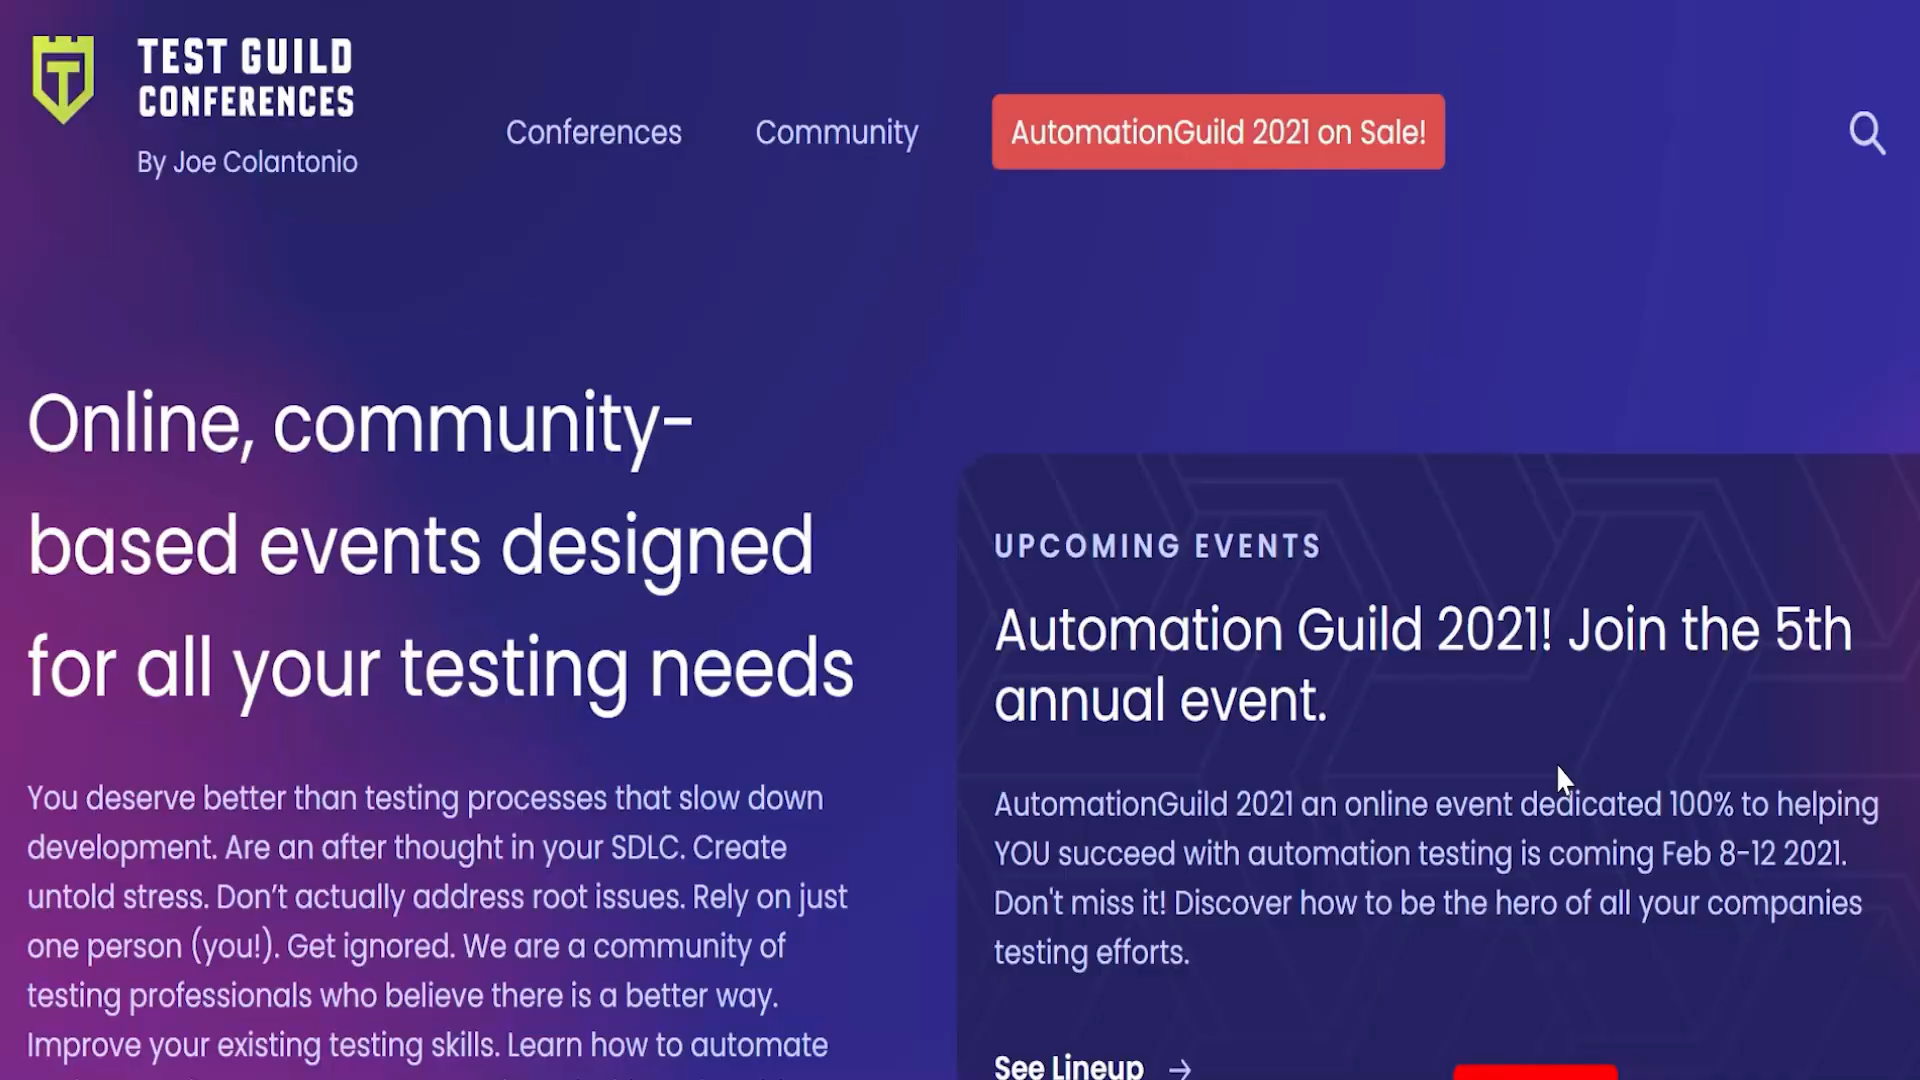 TEST GUILD
CONFERENCES
By Joe Colantonio
Conferences
Community
AutomationGuild 2021 on Sale!
Online, community-
based events designed
for all your testing needs
You deserve better than testing processes that slow down
development. Are an after thought in your SDLC. Create
untold stress. Don’t actually address root issues. Rely on just
one person (you!). Get ignored. We are a community of
testing professionals who believe there is a better way.
Improve your existing testing skills. Learn how to automate
UPCOMING EVENTS
Automation Guild 2021! Join the 5th
annual event.
AutomationGuild 2021 an online event dedicated 100% to helping
YOU succeed with automation testing is coming Feb 8-12 2021.
Don't miss it! Discover how to be the hero of all your companies
testing efforts.
See Lineup →